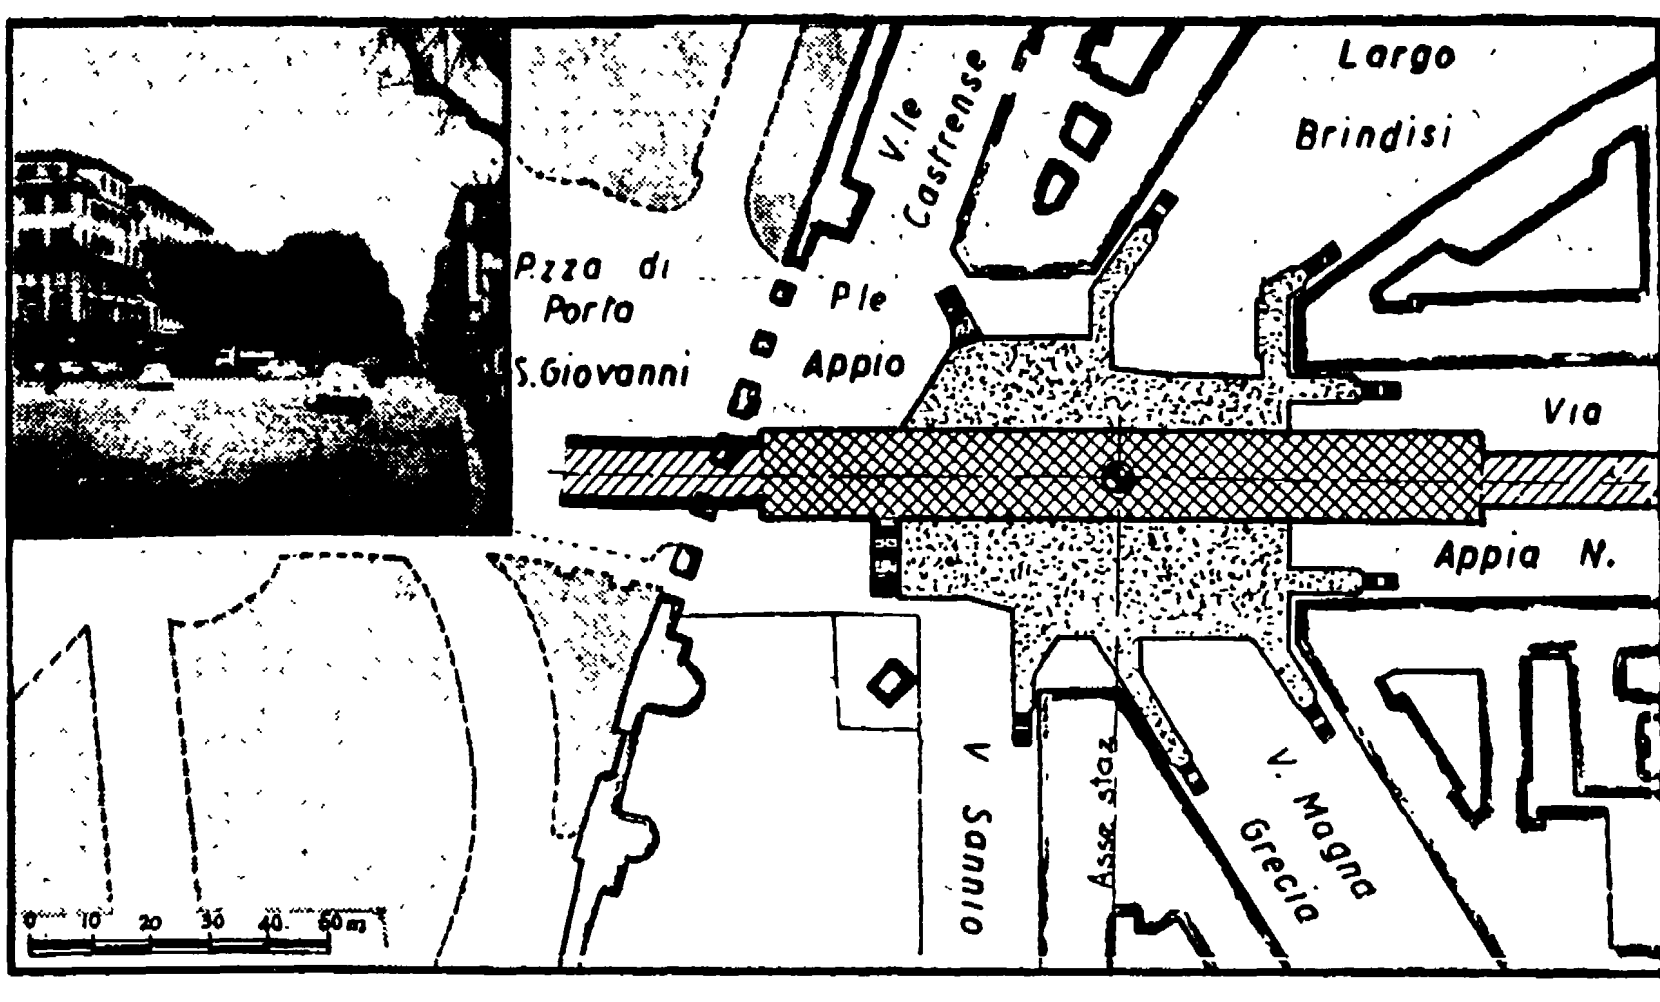 Largo
Brindisi
V.le
Castrense
P.zza di
Porta
S.Giovanni
P le
Appio
Via
Appia N.
V Sannio
Asse staz
V. Magna
Grecia
0 10 20 30 40. 50 m